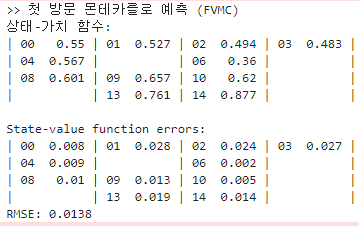 >> 첫 방문 몬테카를로 예측 (FVMC)
상태-가치 함수:
| 00   0.55 | 01  0.527 | 02  0.494 | 03  0.483 |
| 04  0.567 |           | 06   0.36 |           |
| 08  0.601 | 09  0.657 | 10   0.62 |           |
|           | 13  0.761 | 14  0.877 |           |
State-value function errors:
| 00  0.008 | 01  0.028 | 02  0.024 | 03  0.027 |
| 04  0.009 |           | 06  0.002 |           |
| 08   0.01 | 09  0.013 | 10  0.005 |           |
|           | 13  0.019 | 14  0.014 |           |
RMSE: 0.0138